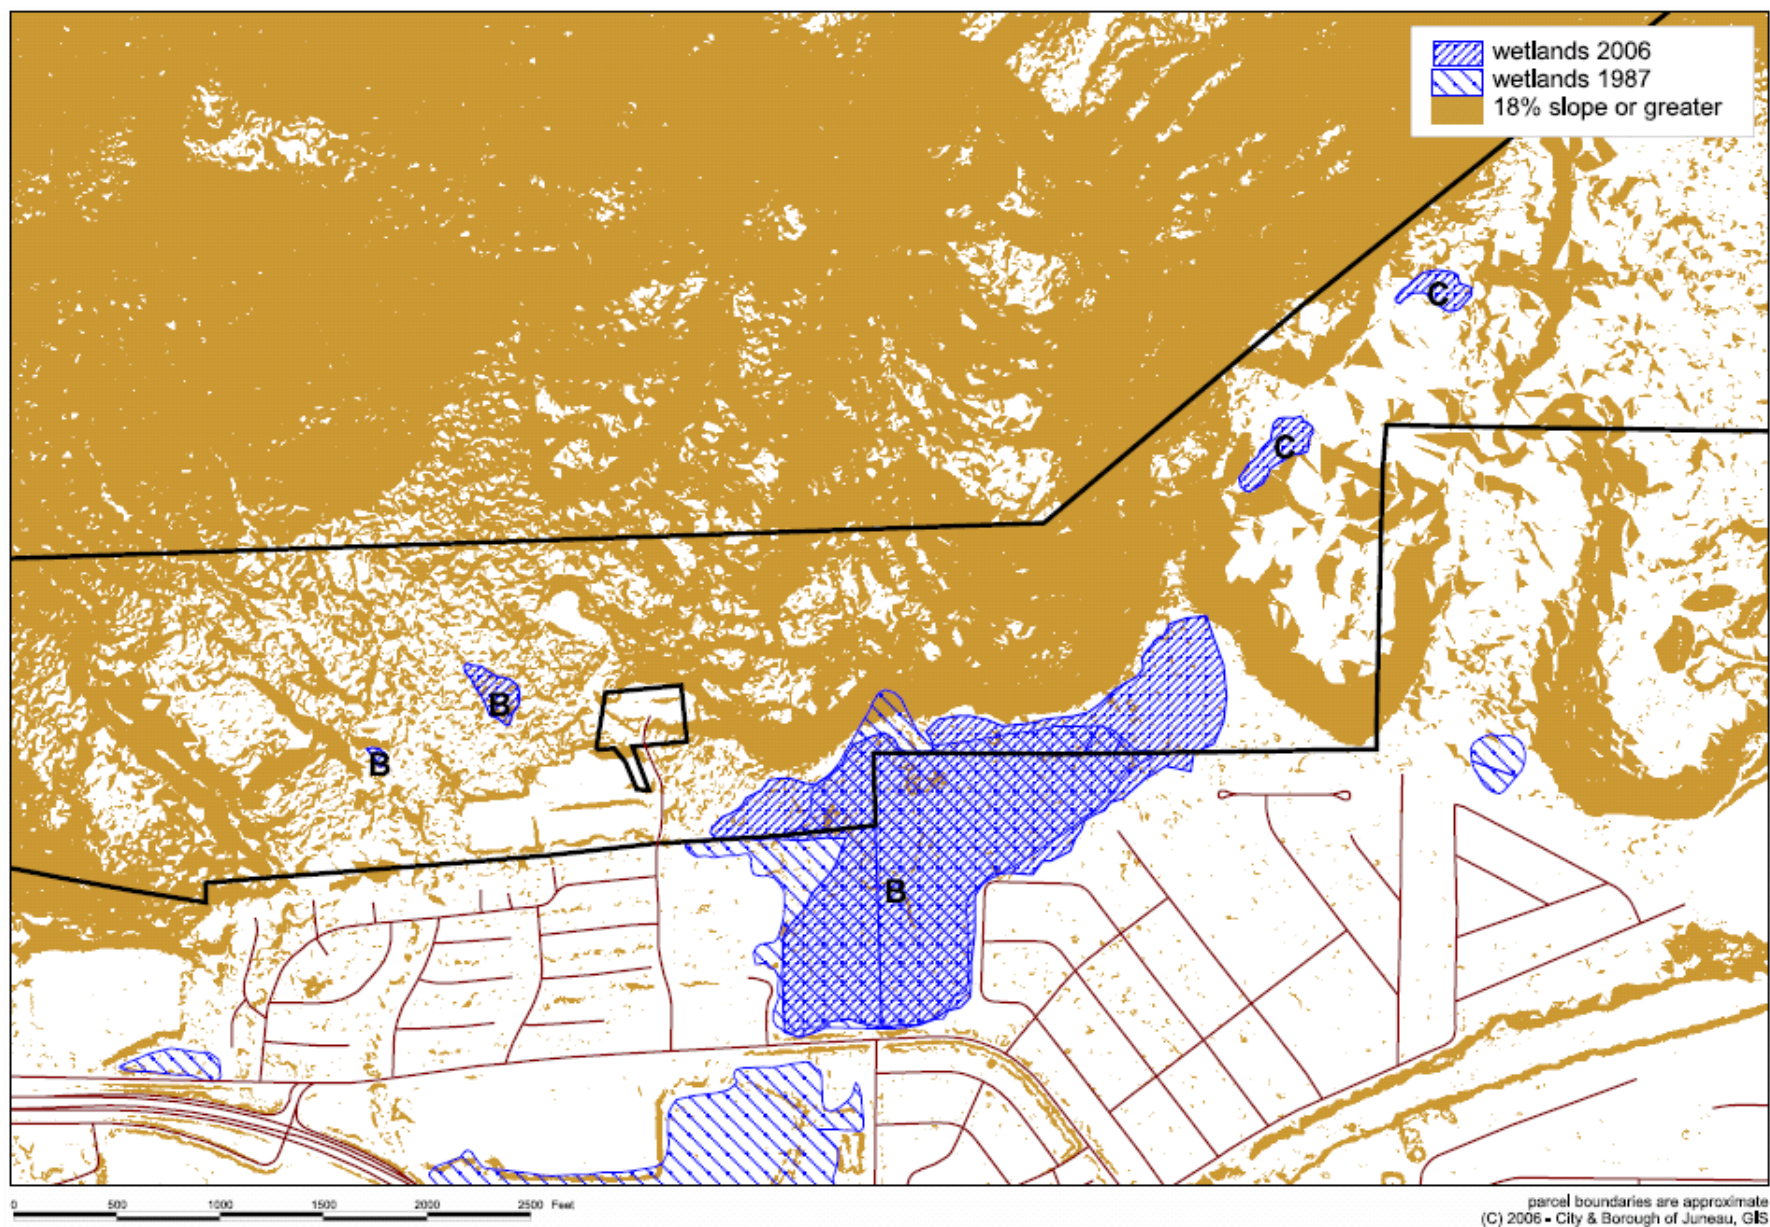 wetlands 2006
wetlands 1987
18% slope or greater
C
C
B
B
B
0 500 1000 1500 2000 2500 Feet
parcel boundaries are approximate
(C) 2006 - City & Borough of Juneau, GIS